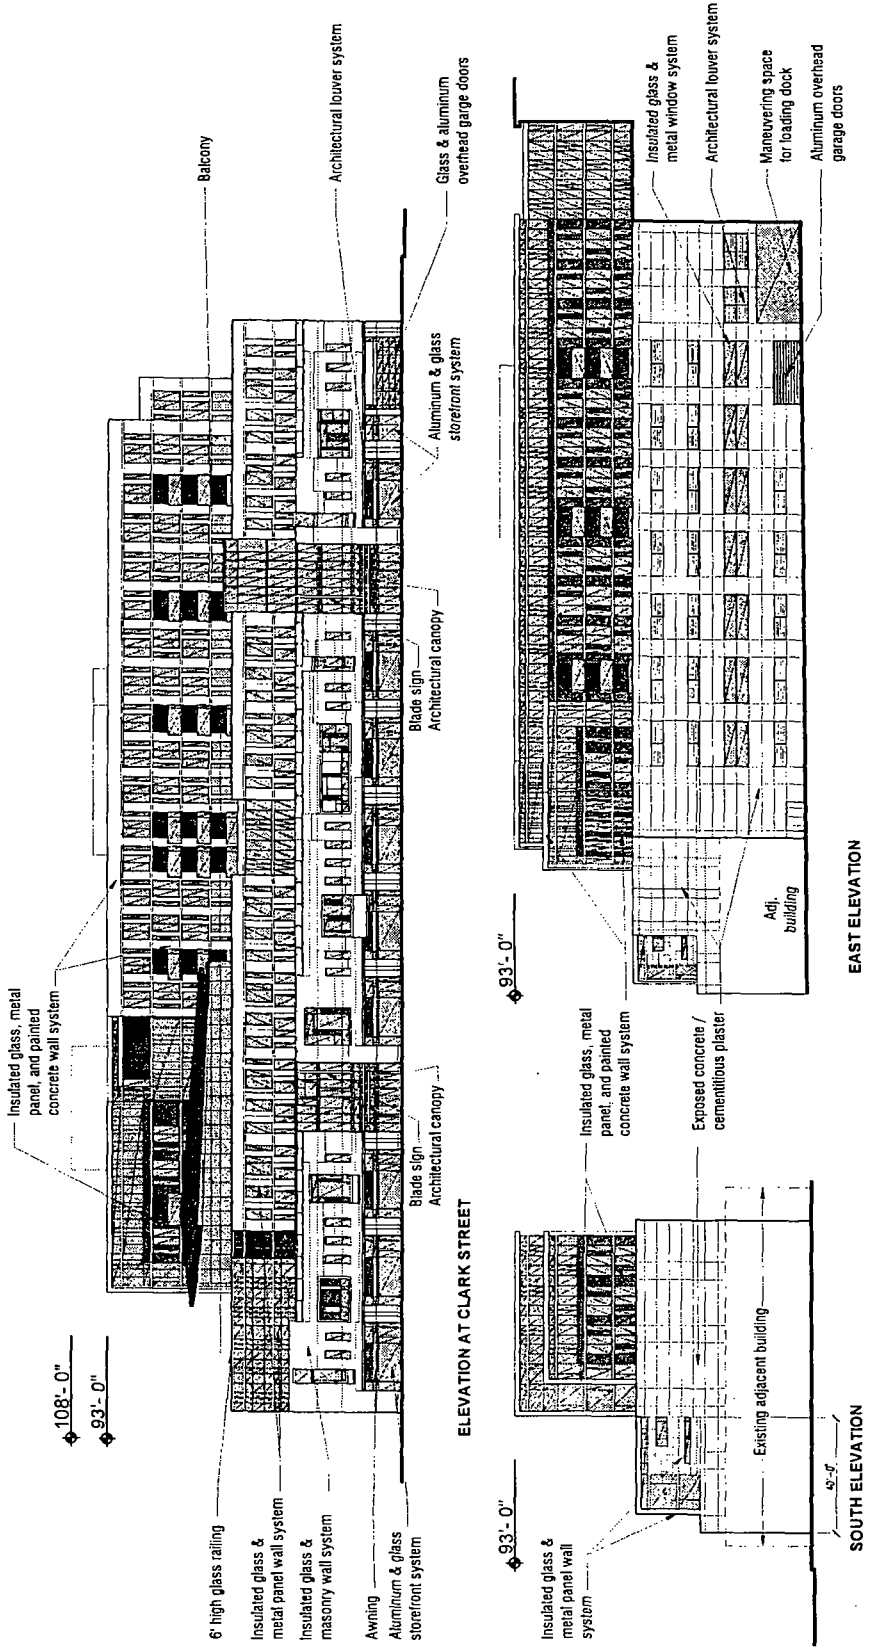 Insulated glass, metal
panel, and painted
concrete wall system
Balcony
Architectural louver system
Glass & aluminum
overhead garge doors
Aluminum & glass
storefront system
Blade sign
Architectural canopy
Blade sign
Architectural canopy
108'- 0"
93'- 0"
6' high glass railing
Insulated glass &
metal panel wall system
Insulated glass &
masonry wall system
Awning
Aluminum & glass
storefront system
ELEVATION AT CLARK STREET
93'- 0"
Insulated glass &
metal panel wall
system
Existing adjacent building
40'-0"
SOUTH ELEVATION
Insulated glass, metal
panel, and painted
concrete wall system
Exposed concrete /
cementitious plaster
93'- 0"
Adj.
building
EAST ELEVATION
Insulated glass &
metal window system
Architectural louver system
Maneuvering space
for loading dock
Aluminum overhead
garage doors